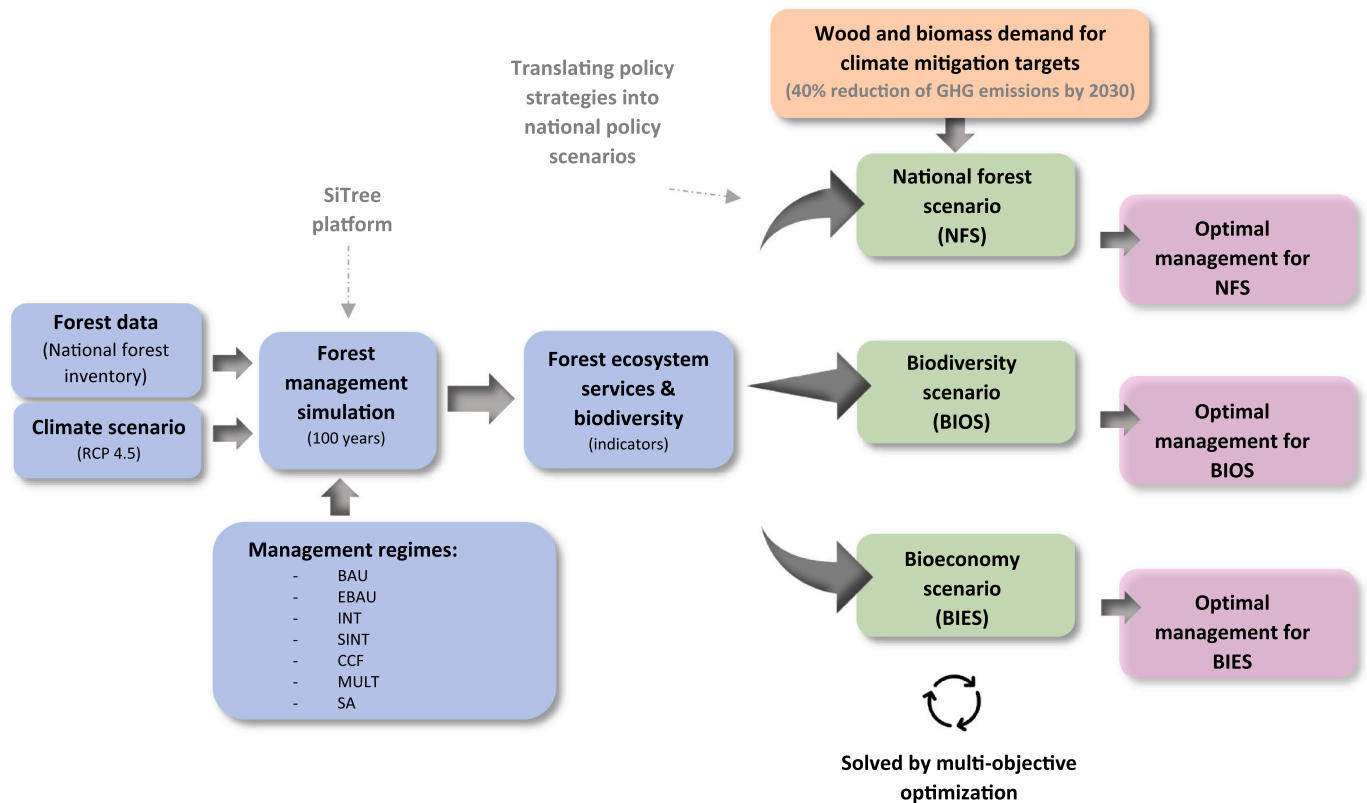 Wood and biomass demand for
climate mitigation targets
(40% reduction of GHG emissions by 2030)
Translating policy
strategies into
national policy
scenarios
National forest
scenario
(NFS)
SiTree
platform
Optimal
management for
NFS
Forest data
(National forest
inventory)
Climate scenario
(RCP 4.5)
Forest
management
simulation
(100 years)
Forest ecosystem
services &
biodiversity
(indicators)
Biodiversity
scenario
(BIOS)
Optimal
management for
BIOS
Management regimes:
- BAU
- EBAU
- INT
- SINT
- CCF
- MULT
- SA
Bioeconomy
scenario
(BIES)
Optimal
management for
BIES
Solved by multi-objective
optimization